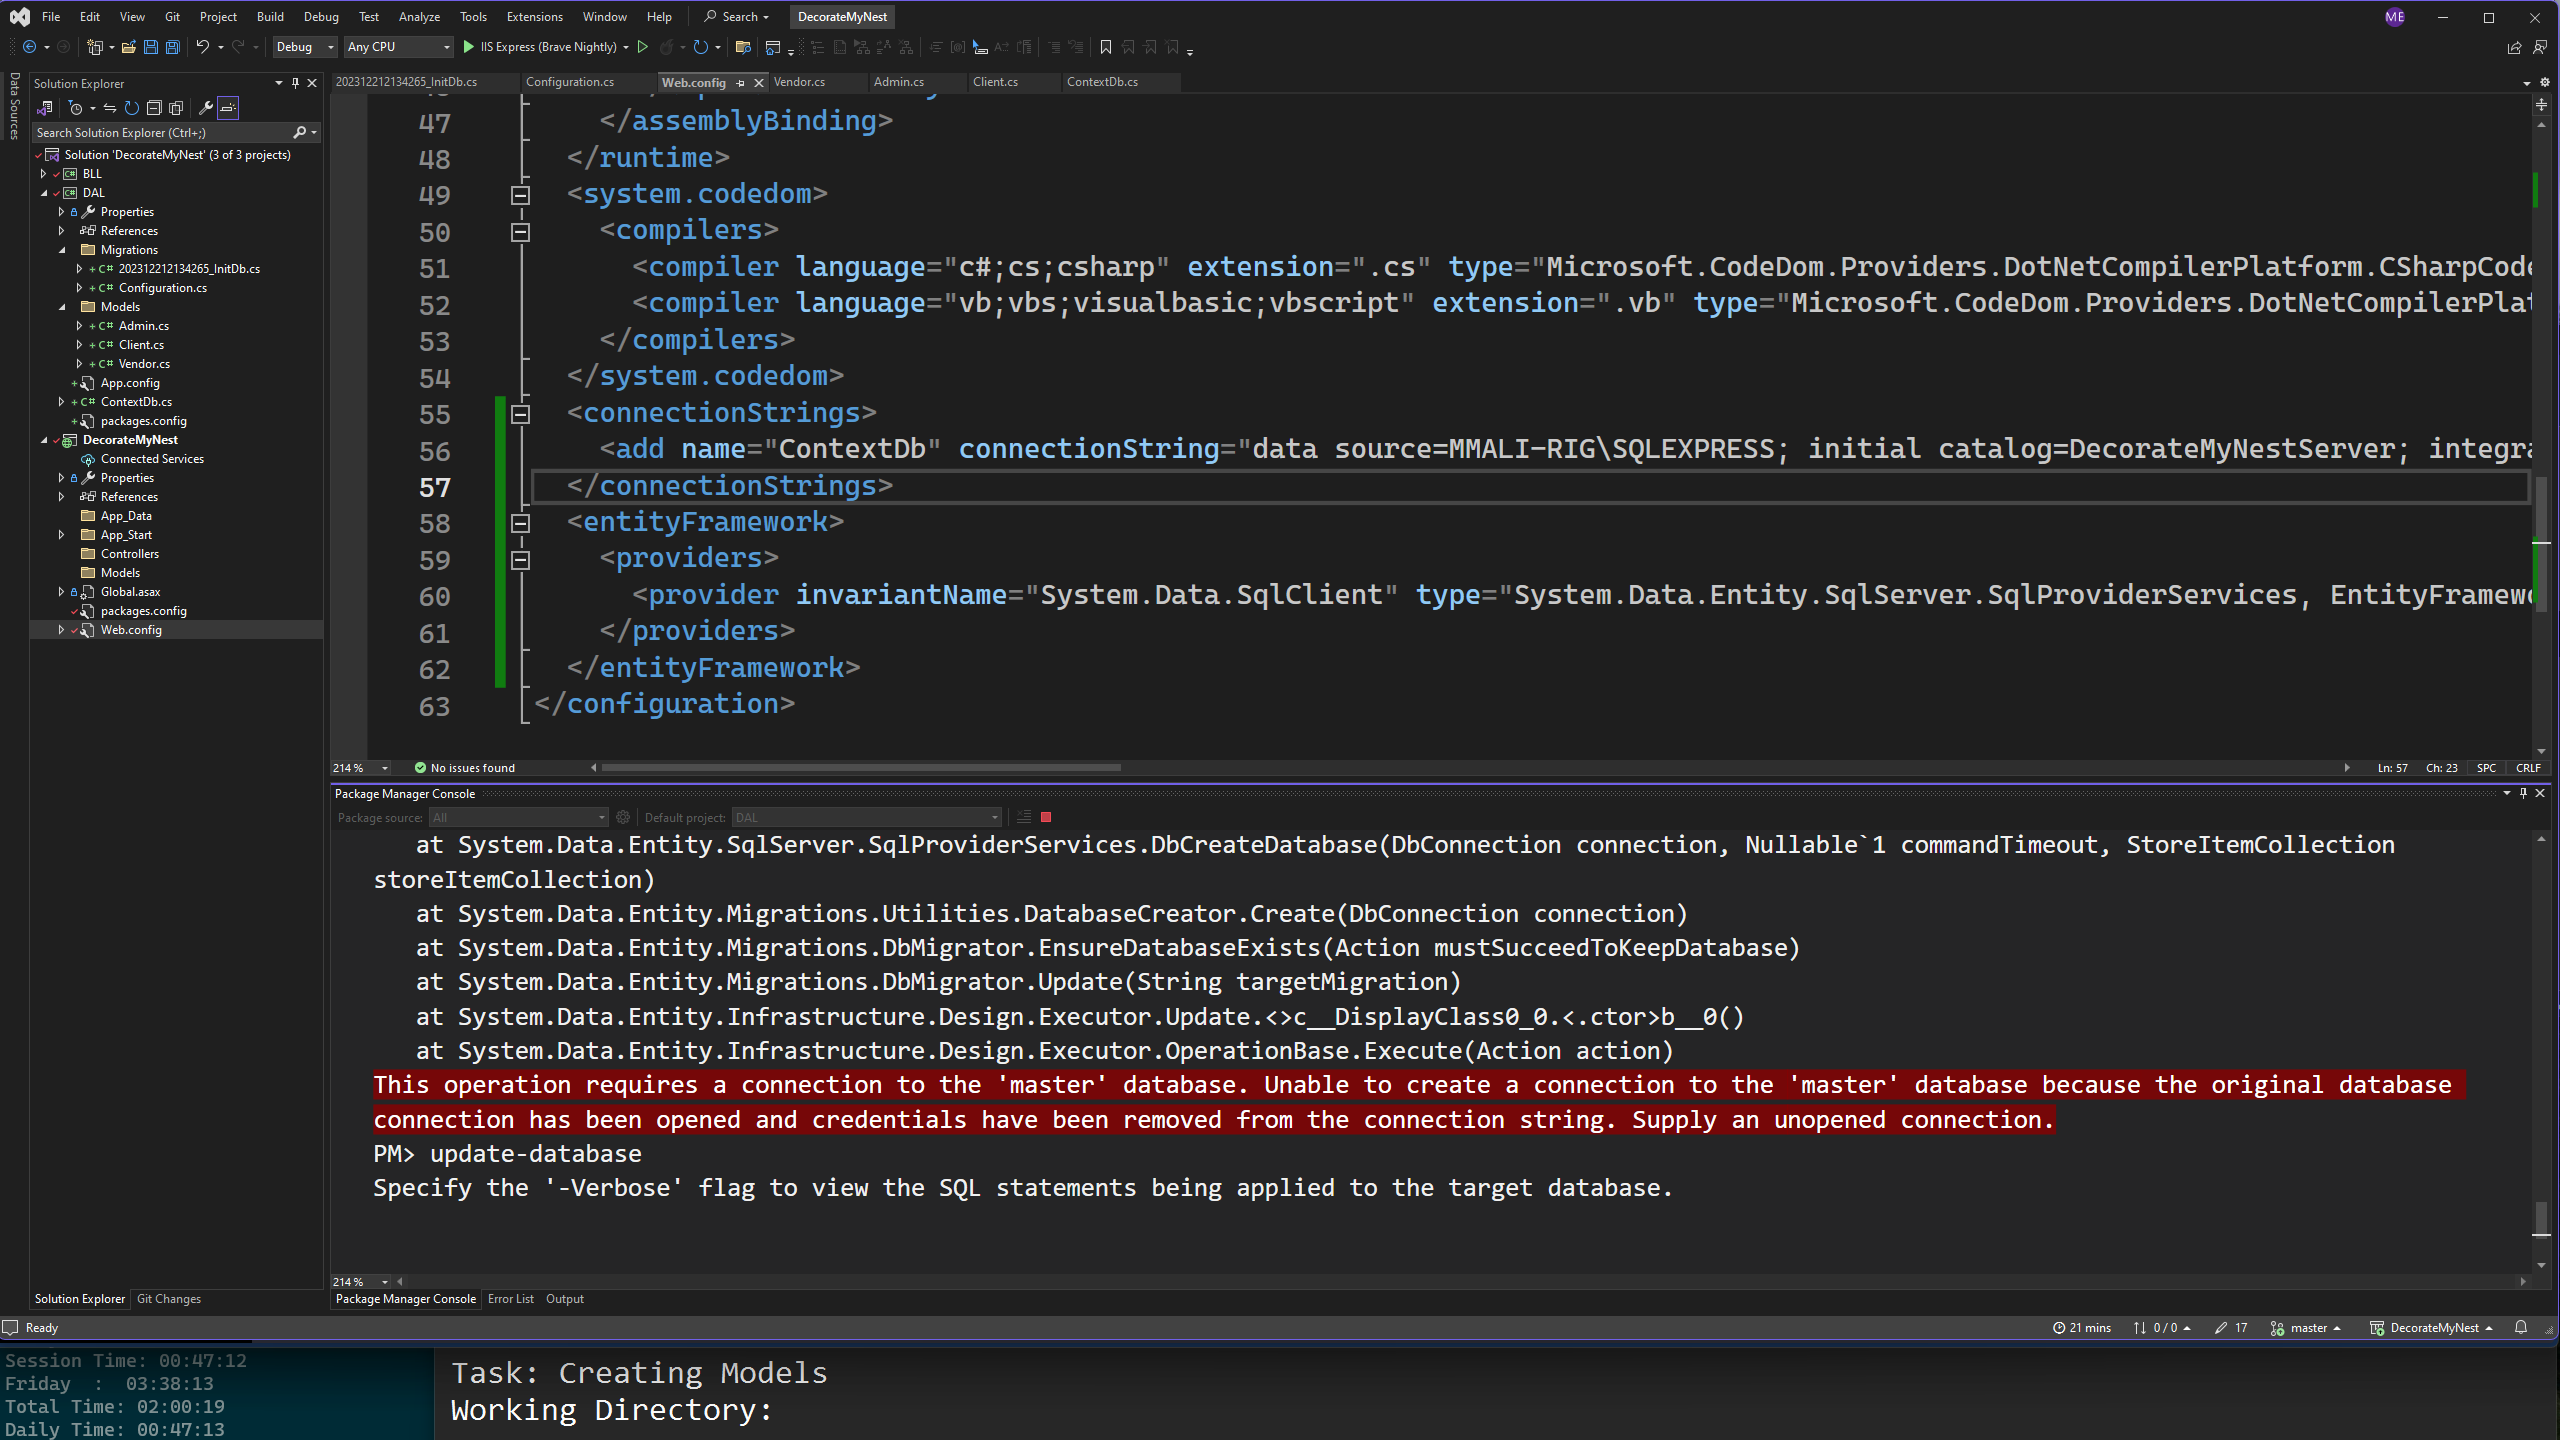 File Edit View Git Project Build Debug Test Analyze Tools Extensions Window Help Search DecorateMyNest ME
Debug Any CPU IIS Express (Brave Nightly)
Data Sources
Solution Explorer
Search Solution Explorer (Ctrl+;)
Solution 'DecorateMyNest' (3 of 3 projects)
BLL
DAL
Properties
References
Migrations
202312212134265_InitDb.cs
Configuration.cs
Models
Admin.cs
Client.cs
Vendor.cs
App.config
ContextDb.cs
packages.config
DecorateMyNest
Connected Services
Properties
References
App_Data
App_Start
Controllers
Models
Global.asax
packages.config
Web.config
Solution Explorer Git Changes
202312212134265_InitDb.cs Configuration.cs Web.config Vendor.cs Admin.cs Client.cs ContextDb.cs
47 </assemblyBinding>
48 </runtime>
49 <system.codedom>
50 <compilers>
51 <compiler language="c#;cs;csharp" extension=".cs" type="Microsoft.CodeDom.Providers.DotNetCompilerPlatform.CSharpCode
52 <compiler language="vb;vbs;visualbasic;vbscript" extension=".vb" type="Microsoft.CodeDom.Providers.DotNetCompilerPlat
53 </compilers>
54 </system.codedom>
55 <connectionStrings>
56 <add name="ContextDb" connectionString="data source=MMALI-RIG\SQLEXPRESS; initial catalog=DecorateMyNestServer; integra
57 </connectionStrings>
58 <entityFramework>
59 <providers>
60 <provider invariantName="System.Data.SqlClient" type="System.Data.Entity.SqlServer.SqlProviderServices, EntityFramewo
61 </providers>
62 </entityFramework>
63 </configuration>
214 % No issues found Ln: 57 Ch: 23 SPC CRLF
Package Manager Console
Package source: All Default project: DAL
at System.Data.Entity.SqlServer.SqlProviderServices.DbCreateDatabase(DbConnection connection, Nullable`1 commandTimeout, StoreItemCollection
storeItemCollection)
at System.Data.Entity.Migrations.Utilities.DatabaseCreator.Create(DbConnection connection)
at System.Data.Entity.Migrations.DbMigrator.EnsureDatabaseExists(Action mustSucceedToKeepDatabase)
at System.Data.Entity.Migrations.DbMigrator.Update(String targetMigration)
at System.Data.Entity.Infrastructure.Design.Executor.Update.<>c__DisplayClass0_0.<.ctor>b__0()
at System.Data.Entity.Infrastructure.Design.Executor.OperationBase.Execute(Action action)
This operation requires a connection to the 'master' database. Unable to create a connection to the 'master' database because the original database
connection has been opened and credentials have been removed from the connection string. Supply an unopened connection.
PM> update-database
Specify the '-Verbose' flag to view the SQL statements being applied to the target database.
214 %
Package Manager Console Error List Output
Ready 21 mins 0 / 0 17 master DecorateMyNest
Session Time: 00:47:12
Friday : 03:38:13
Total Time: 02:00:19
Daily Time: 00:47:13
Task: Creating Models
Working Directory: